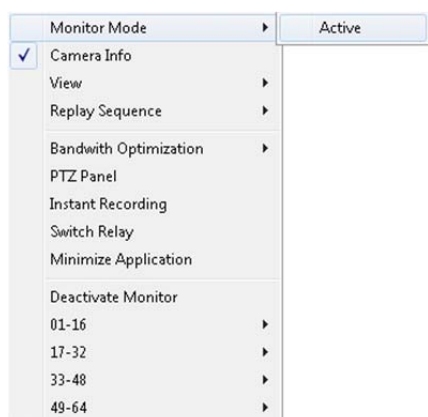 Monitor Mode
Active
Camera Info
View
Replay Sequence
Bandwith Optimization
PTZ Panel
Instant Recording
Switch Relay
Minimize Application
Deactivate Monitor
01-16
17-32
33-48
49-64